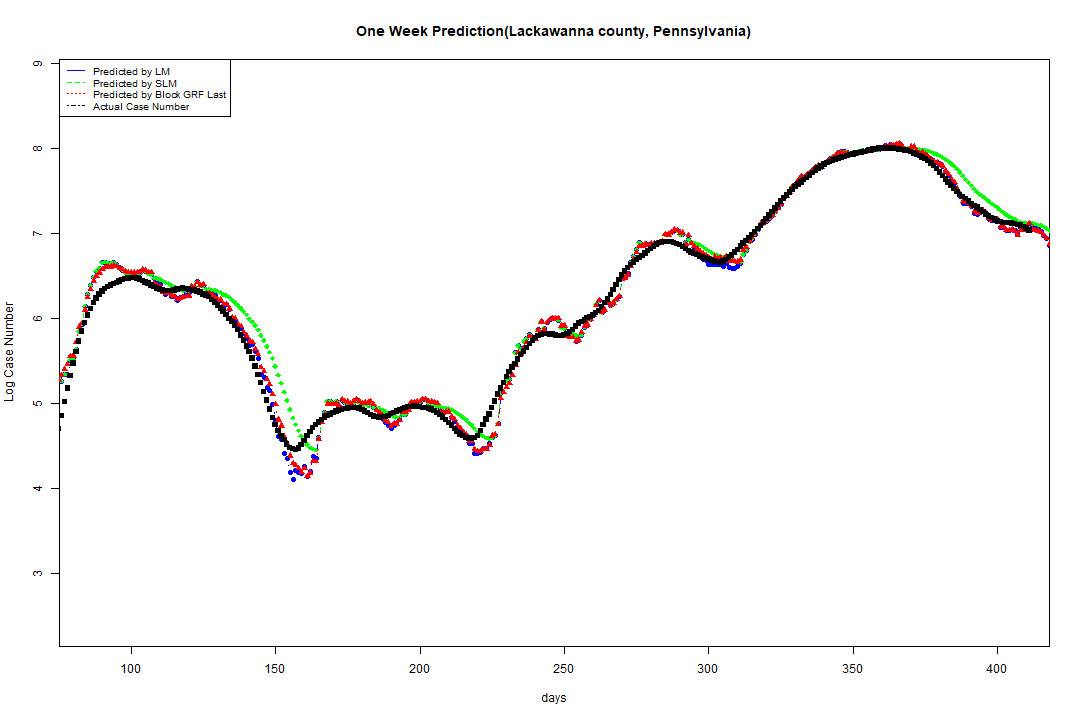 One Week Prediction(Lackawanna county, Pennsylvania)
Predicted by LM
Predicted by SLM
Predicted by Block GRF Last
Actual Case Number
Log Case Number
9
8
7
6
5
4
3
100 150 200 250 300 350 400
days